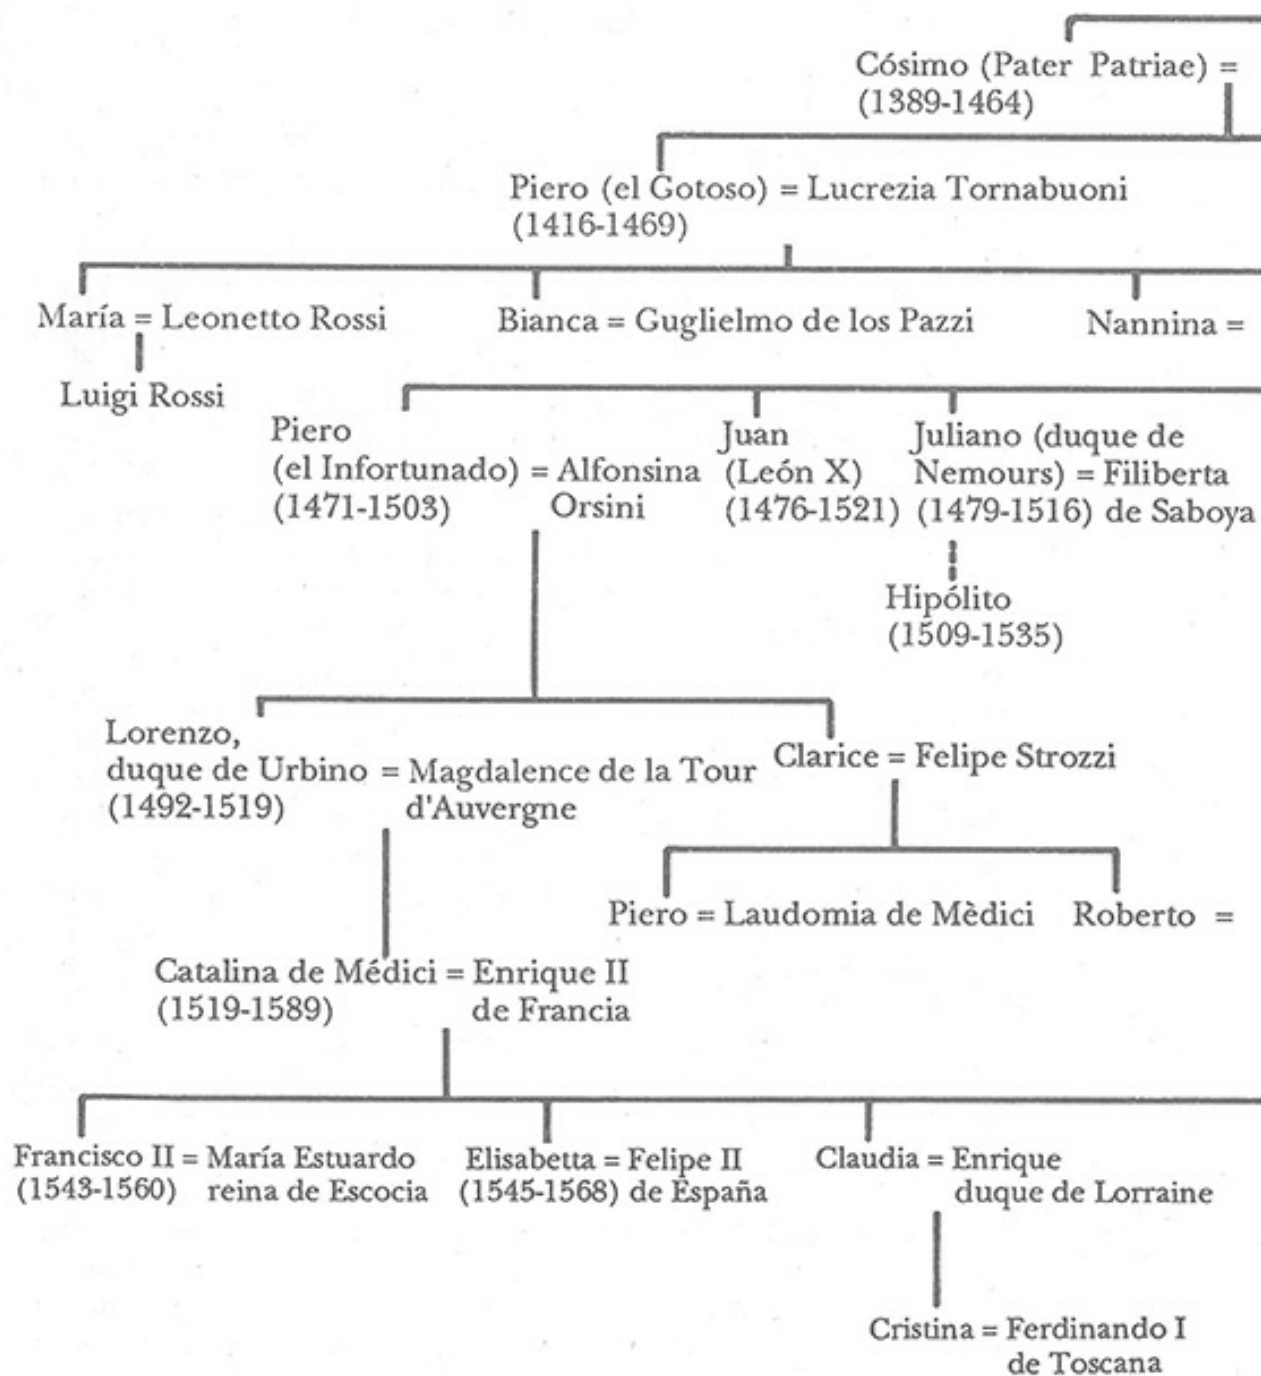 Cósimo (Pater Patriae) =
(1389-1464)
Piero (el Gotoso) = Lucrezia Tornabuoni
(1416-1469)
María = Leonetto Rossi
Bianca = Guglielmo de los Pazzi
Nannina =
Luigi Rossi
Piero
(el Infortunado) = Alfonsina
(1471-1503) Orsini
Juan
(León X)
(1476-1521)
Juliano (duque de
Nemours) = Filiberta
(1479-1516) de Saboya
Hipólito
(1509-1535)
Lorenzo,
duque de Urbino = Magdalence de la Tour
(1492-1519) d'Auvergne
Clarice = Felipe Strozzi
Piero = Laudomia de Mèdici
Roberto =
Catalina de Médici = Enrique II
(1519-1589) de Francia
Francisco II = María Estuardo
(1543-1560) reina de Escocia
Elisabetta = Felipe II
(1545-1568) de España
Claudia = Enrique
duque de Lorraine
Cristina = Ferdinando I
de Toscana